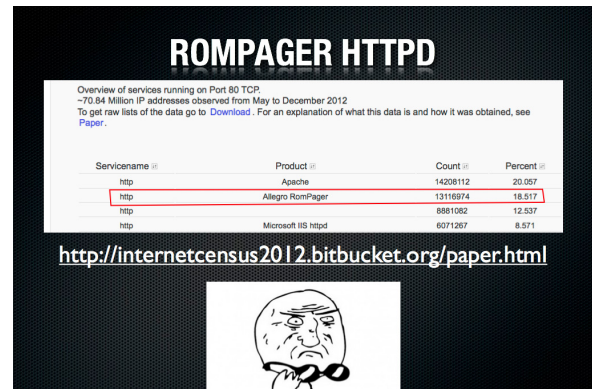 ROMPAGER HTTPD
Overview of services running on Port 80 TCP.
~70.84 Million IP addresses observed from May to December 2012
To get raw lists of the data go to Download . For an explanation of what this data is and how it was obtained, see
Paper .
Servicename Product Count Percent
http Apache 14208112 20.057
http Allegro RomPager 13116974 18.517
http 8881082 12.537
http Microsoft IIS httpd 6071267 8.571
http://internetcensus2012.bitbucket.org/paper.html